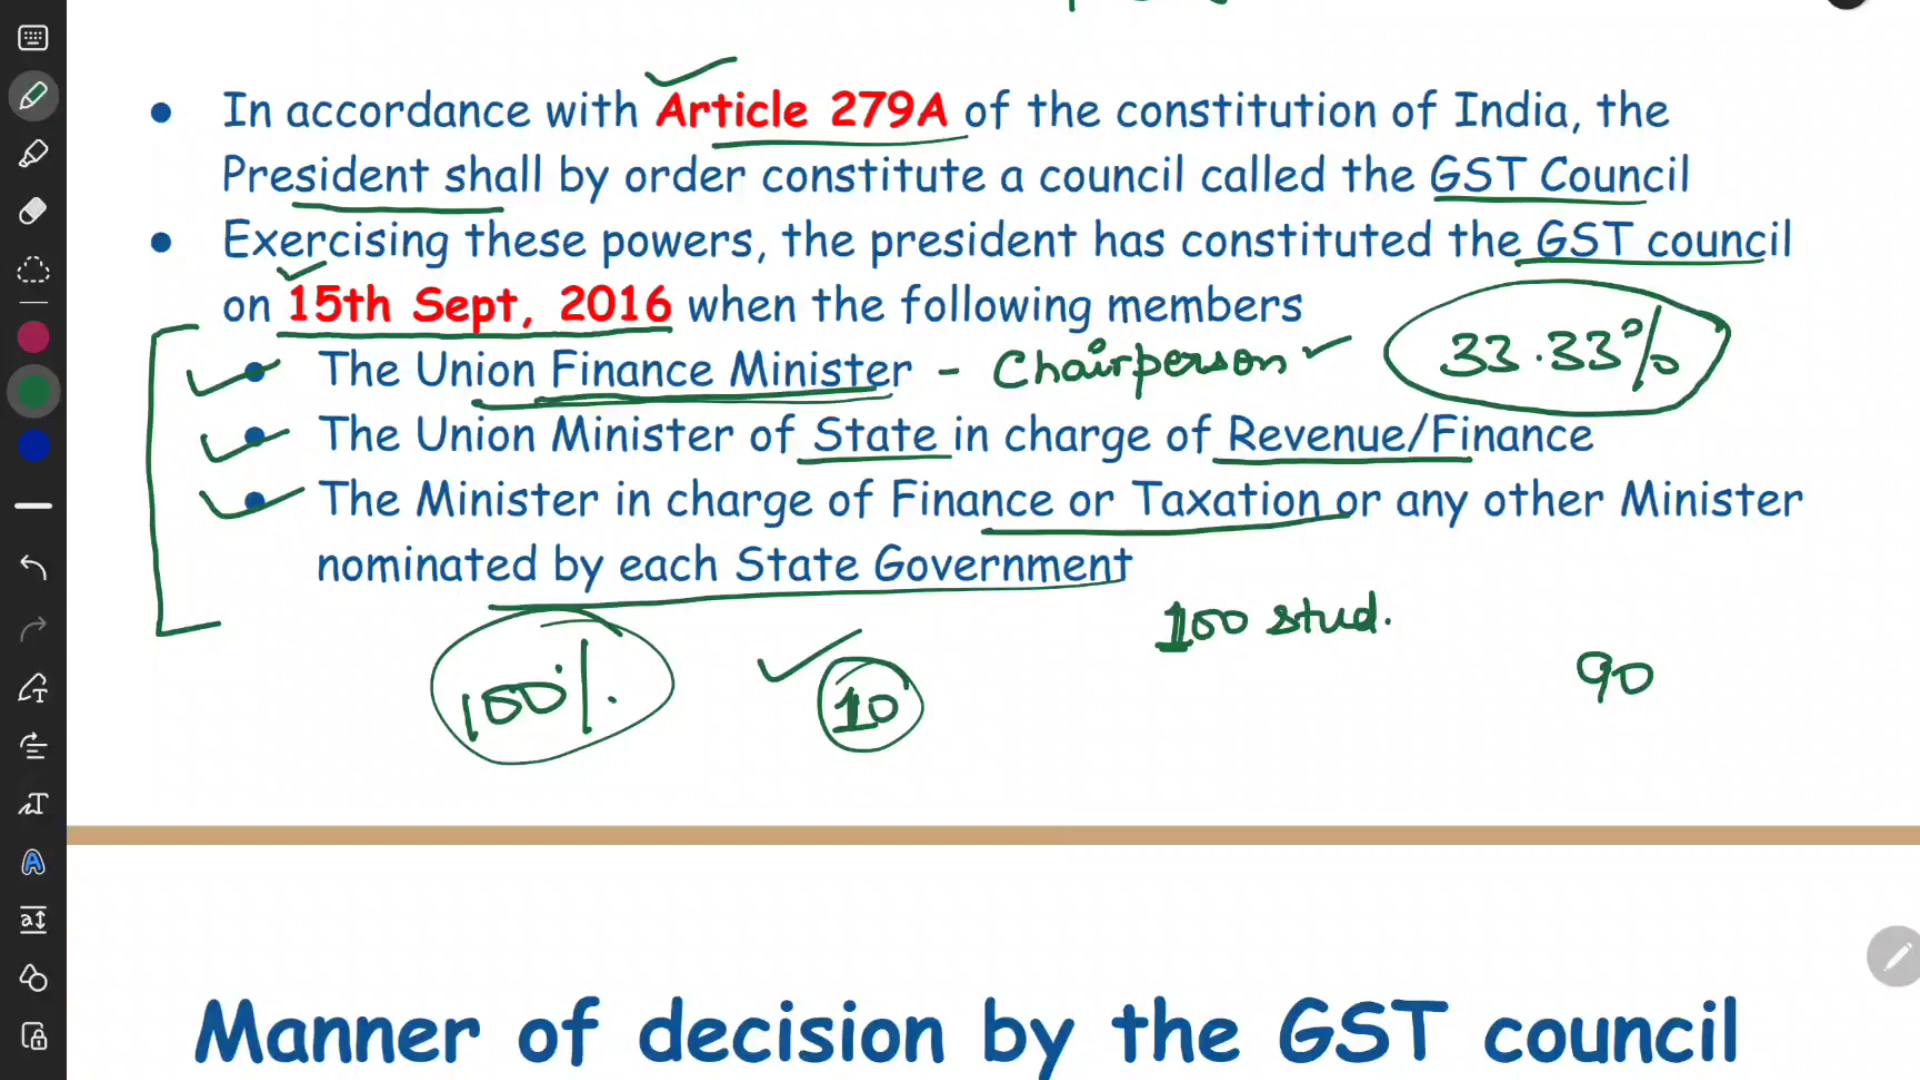 In accordance with Article 279A of the constitution of India, the
President shall by order constitute a council called the GST Council
Exercising these powers, the president has constituted the GST council
on 15th Sept, 2016 when the following members
The Union Finance Minister - Chairperson
33.33%
The Union Minister of State in charge of Revenue/Finance
The Minister in charge of Finance or Taxation or any other Minister
nominated by each State Government
100 stud.
100%
10
90
Manner of decision by the GST council